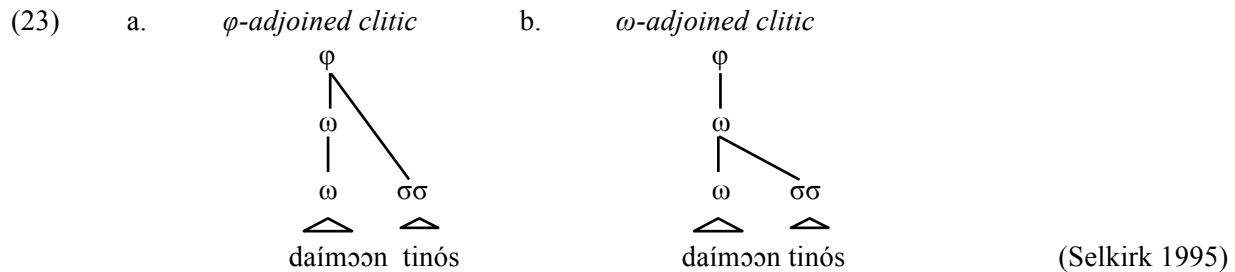 (23) a. φ-adjoined clitic b. ω-adjoined clitic
φ φ
ω ω
ω σσ ω σσ
daímɔɔn tinós daímɔɔn tinós (Selkirk 1995)